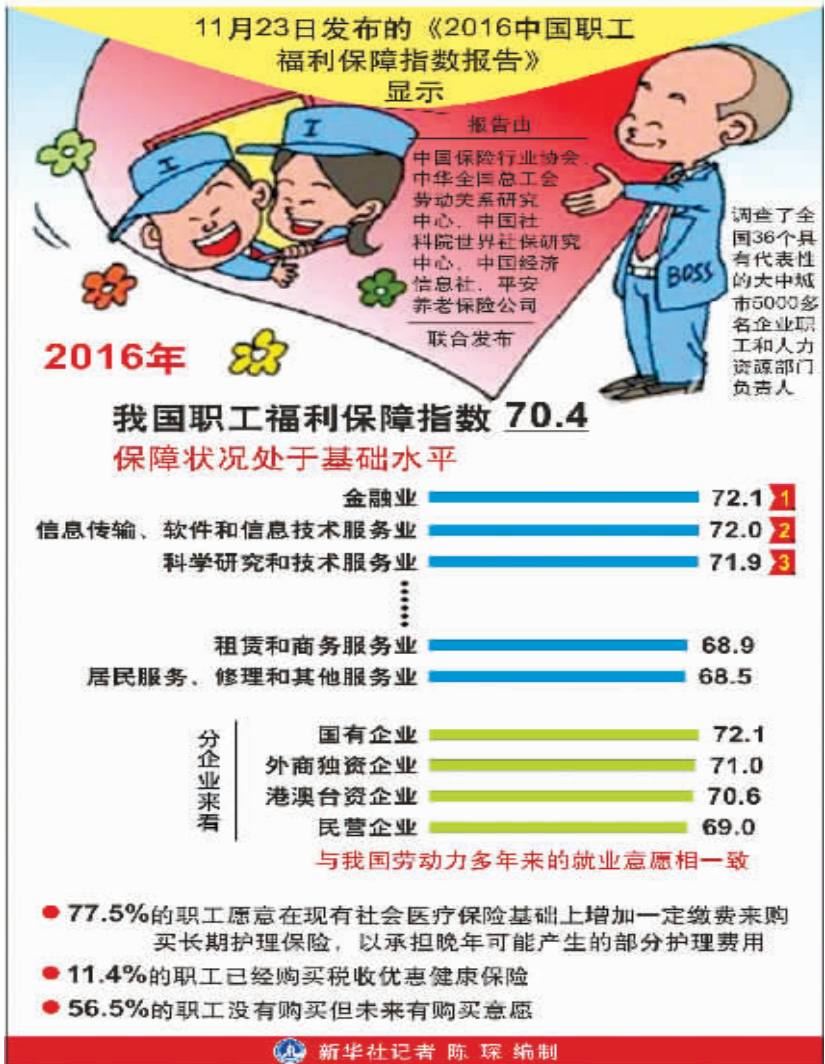 11月23日发布的《2016中国职工
福利保障指数报告》
显示
报告由
中国保险行业协会、
中华全国总工会
劳动关系研究
中心、中国社
科院世界社保研究
中心、中国经济
信息社、平安
养老保险公司
联合发布
I
I
BOSS
调查了全
国36个具
有代表性
的大中城
市5000多
名企业职
工和人力
资源部门
负责人
2016年
我国职工福利保障指数 70.4
保障状况处于基础水平
金融业 72.1 1
信息传输、软件和信息技术服务业 72.0 2
科学研究和技术服务业 71.9 3
租赁和商务服务业 68.9
居民服务、修理和其他服务业 68.5
分企业来看
国有企业 72.1
外商独资企业 71.0
港澳台资企业 70.6
民营企业 69.0
与我国劳动力多年来的就业意愿相一致
77.5%的职工愿意在现有社会医疗保险基础上增加一定缴费来购
买长期护理保险，以承担晚年可能产生的部分护理费用
11.4%的职工已经购买税收优惠健康保险
56.5%的职工没有购买但未来有购买意愿
新华社记者 陈 琛 编制